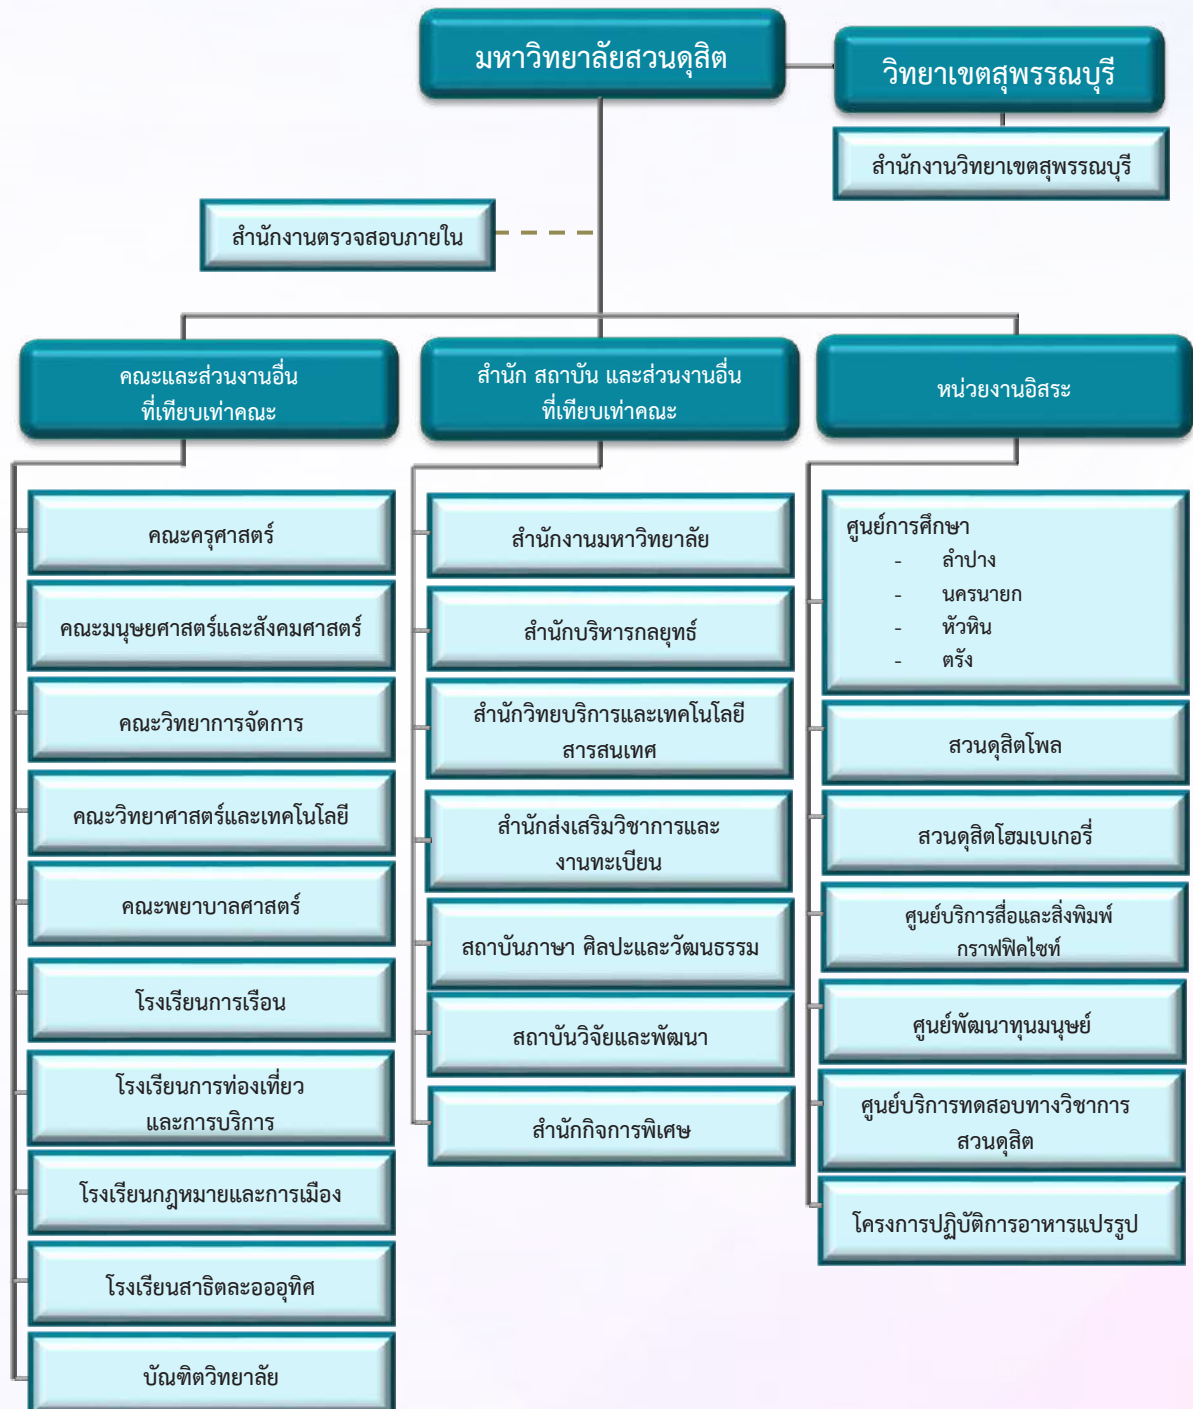 มหาวิทยาลัยสวนดุสิต
วิทยาเขตสุพรรณบุรี
สำนักงานวิทยาเขตสุพรรณบุรี
สำนักงานตรวจสอบภายใน
คณะและส่วนงานอื่น
ที่เทียบเท่าคณะ
คณะครุศาสตร์
คณะมนุษยศาสตร์และสังคมศาสตร์
คณะวิทยาการจัดการ
คณะวิทยาศาสตร์และเทคโนโลยี
คณะพยาบาลศาสตร์
โรงเรียนการเรือน
โรงเรียนการท่องเที่ยว
และการบริการ
โรงเรียนกฎหมายและการเมือง
โรงเรียนสาธิตละอออุทิศ
บัณฑิตวิทยาลัย
สำนัก สถาบัน และส่วนงานอื่น
ที่เทียบเท่าคณะ
สำนักงานมหาวิทยาลัย
สำนักบริหารกลยุทธ์
สำนักวิทยบริการและเทคโนโลยี
สารสนเทศ
สำนักส่งเสริมวิชาการและ
งานทะเบียน
สถาบันภาษา ศิลปะและวัฒนธรรม
สถาบันวิจัยและพัฒนา
สำนักกิจการพิเศษ
หน่วยงานอิสระ
ศูนย์การศึกษา
- ลำปาง
- นครนายก
- หัวหิน
- ตรัง
สวนดุสิตโพล
สวนดุสิตโฮมเบเกอรี่
ศูนย์บริการสื่อและสิ่งพิมพ์
กราฟฟิคไซท์
ศูนย์พัฒนาทุนมนุษย์
ศูนย์บริการทดสอบทางวิชาการ
สวนดุสิต
โครงการปฏิบัติการอาหารแปรรูป